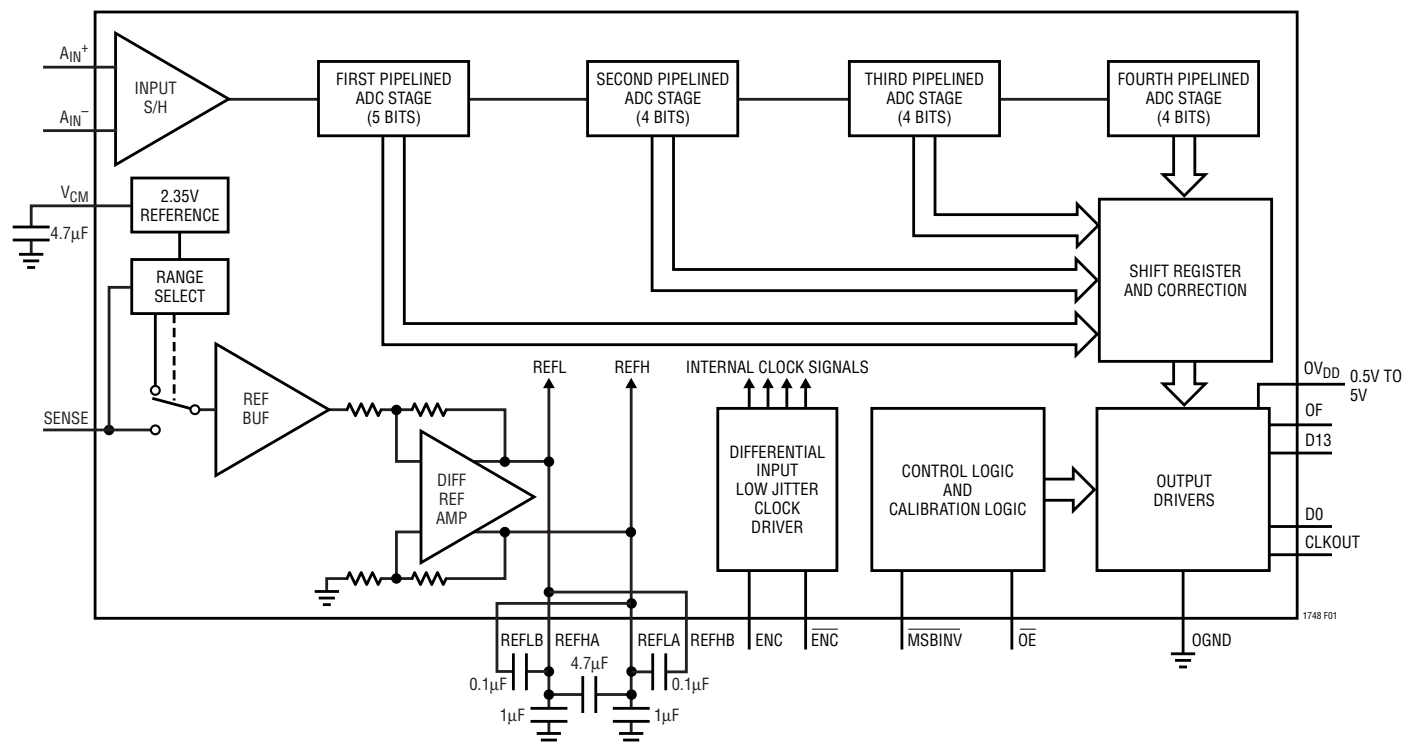 AIN+
AIN–
INPUT
S/H
FIRST PIPELINED
ADC STAGE
(5 BITS)
SECOND PIPELINED
ADC STAGE
(4 BITS)
THIRD PIPELINED
ADC STAGE
(4 BITS)
FOURTH PIPELINED
ADC STAGE
(4 BITS)
VCM
4.7µF
2.35V
REFERENCE
RANGE
SELECT
SHIFT REGISTER
AND CORRECTION
SENSE
REF
BUF
DIFF
REF
AMP
REFL
REFH
INTERNAL CLOCK SIGNALS
DIFFERENTIAL
INPUT
LOW JITTER
CLOCK
DRIVER
CONTROL LOGIC
AND
CALIBRATION LOGIC
OUTPUT
DRIVERS
OVDD
0.5V TO
5V
OF
D13
D0
CLKOUT
1748 F01
REFLB
REFHA
REFLA
REFHB
ENC
E̅N̅C̅
M̅S̅B̅I̅N̅V̅
O̅E̅
OGND
4.7µF
0.1µF
0.1µF
1µF
1µF